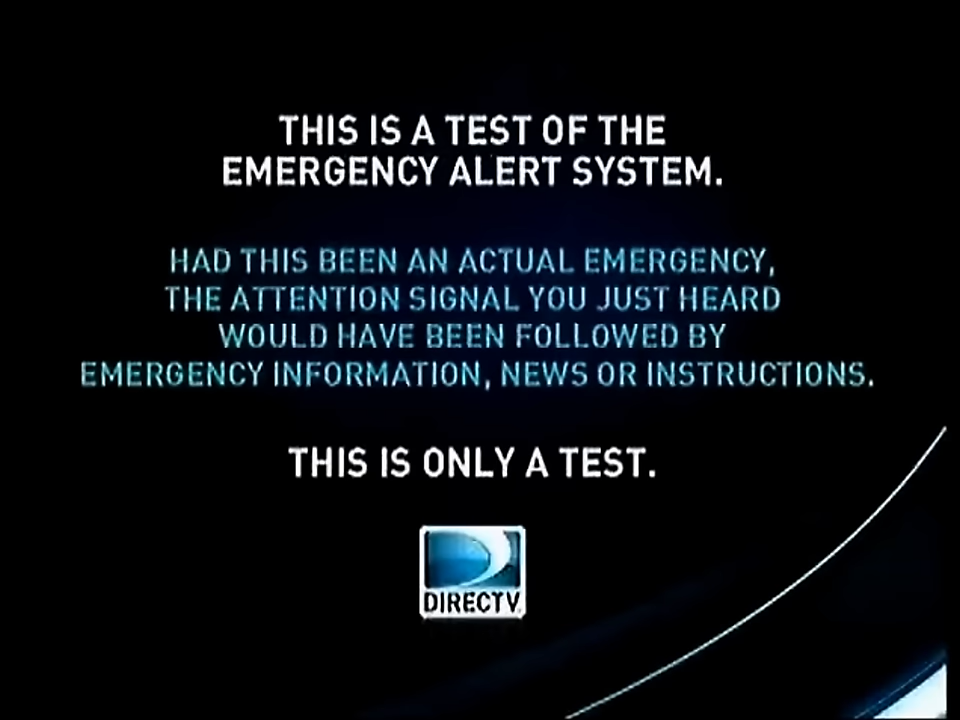 THIS IS A TEST OF THE
EMERGENCY ALERT SYSTEM.
HAD THIS BEEN AN ACTUAL EMERGENCY,
THE ATTENTION SIGNAL YOU JUST HEARD
WOULD HAVE BEEN FOLLOWED BY
EMERGENCY INFORMATION, NEWS OR INSTRUCTIONS.
THIS IS ONLY A TEST.
DIRECTV